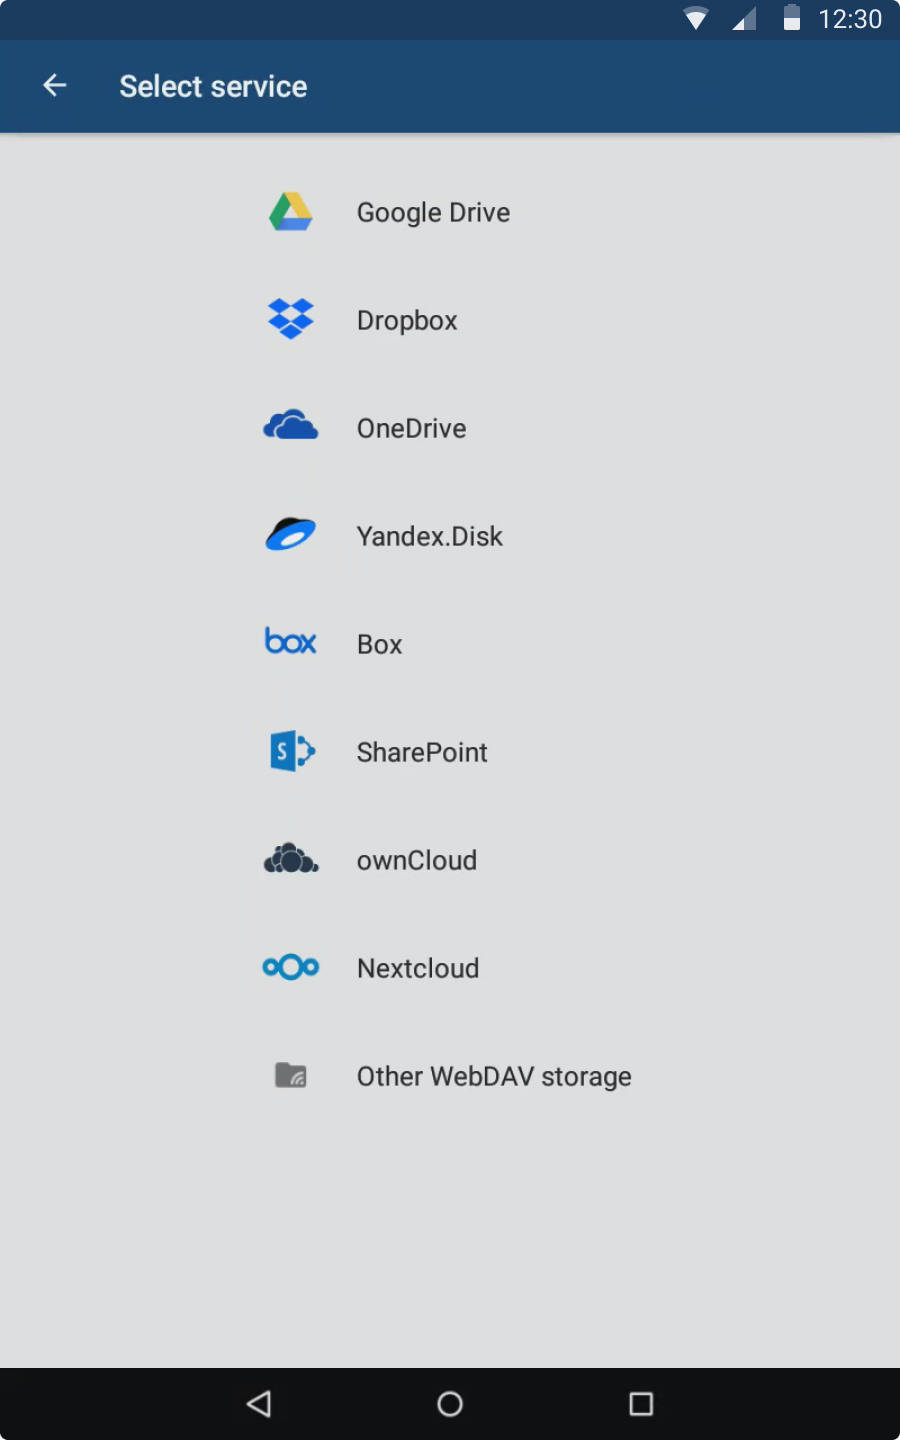 12:30
Select service
Google Drive
Dropbox
OneDrive
Yandex.Disk
box Box
S SharePoint
ownCloud
Nextcloud
Other WebDAV storage